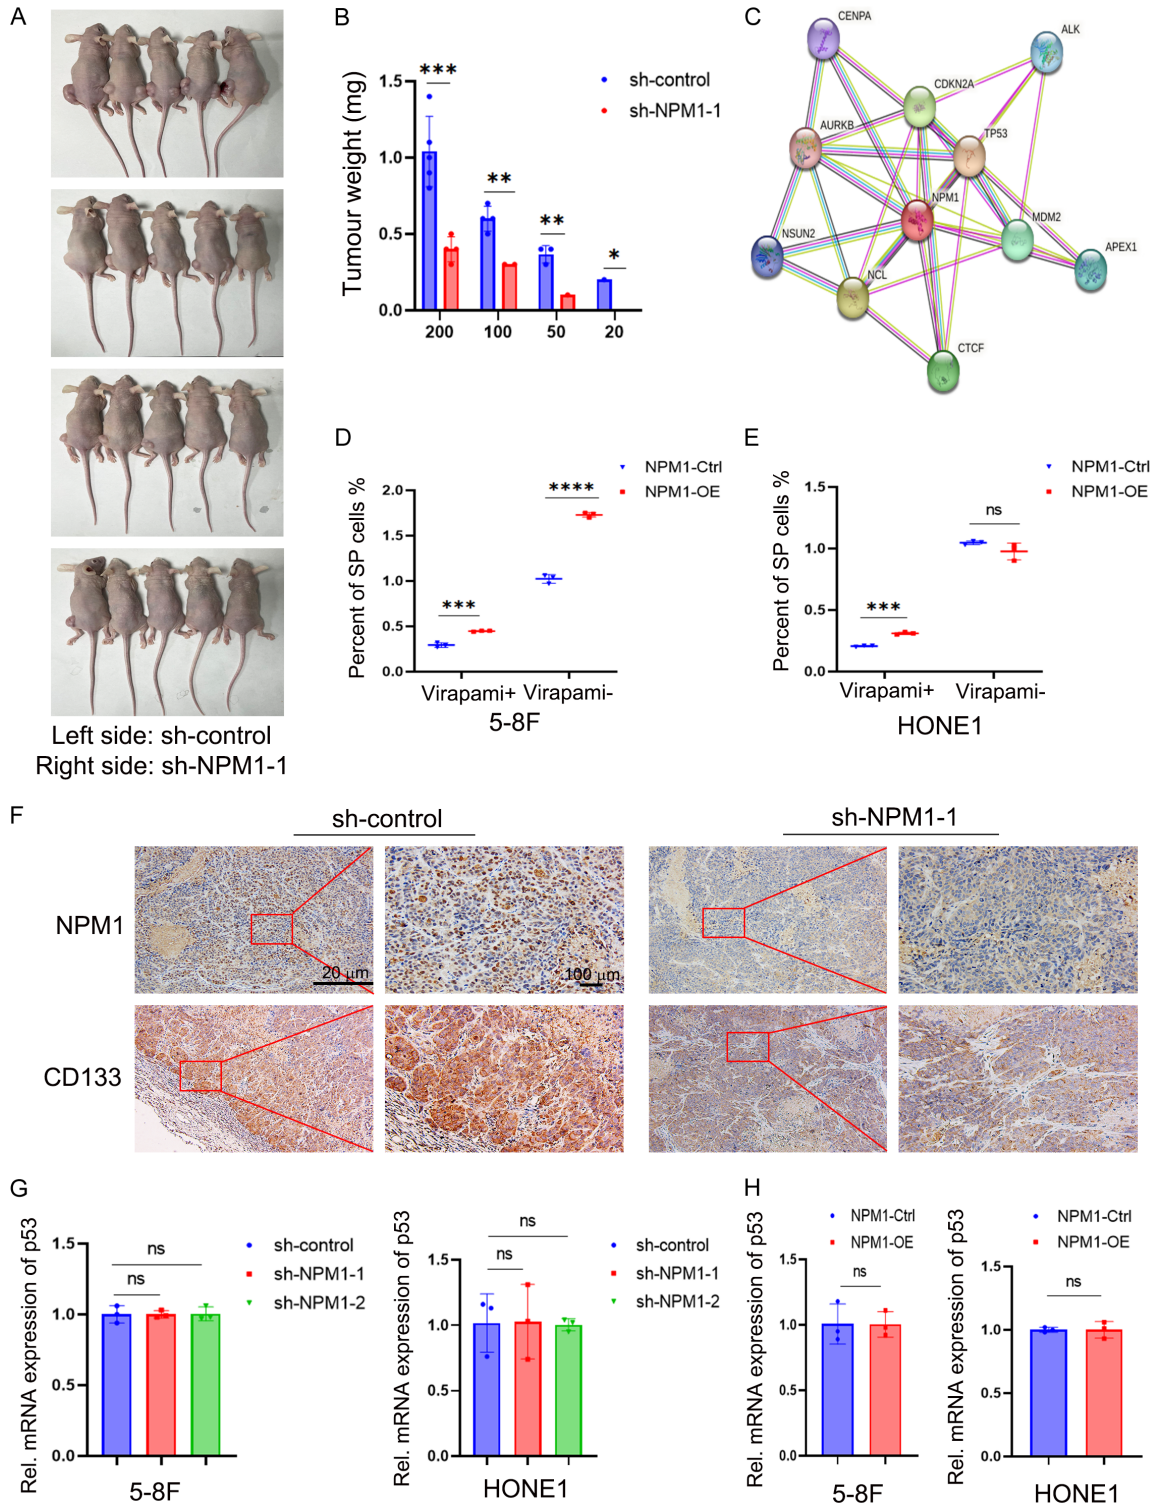 A
Left side: sh-control
Right side: sh-NPM1-1
B
Tumour weight (mg)
1.5
1.0
0.5
0.0
***
**
**
*
200 100 50 20
sh-control
sh-NPM1-1
C
CENPA
ALK
CDKN2A
AURKB
TP53
NPM1
MDM2
NSUN2
APEX1
NCL
CTCF
D
Percent of SP cells %
2.0
1.5
1.0
0.5
0.0
***
****
NPM1-Ctrl
NPM1-OE
Virapami+ Virapami-
5-8F
E
Percent of SP cells %
1.5
1.0
0.5
0.0
***
ns
NPM1-Ctrl
NPM1-OE
Virapami+ Virapami-
HONE1
F
sh-control
sh-NPM1-1
NPM1
20 μm
100 μm
CD133
G
Rel. mRNA expression of p53
1.5
1.0
0.5
0.0
ns
ns
sh-control
sh-NPM1-1
sh-NPM1-2
5-8F
Rel. mRNA expression of p53
1.5
1.0
0.5
0.0
ns
ns
sh-control
sh-NPM1-1
sh-NPM1-2
HONE1
H
Rel. mRNA expression of p53
1.5
1.0
0.5
0.0
ns
NPM1-Ctrl
NPM1-OE
5-8F
Rel. mRNA expression of p53
1.5
1.0
0.5
0.0
ns
NPM1-Ctrl
NPM1-OE
HONE1